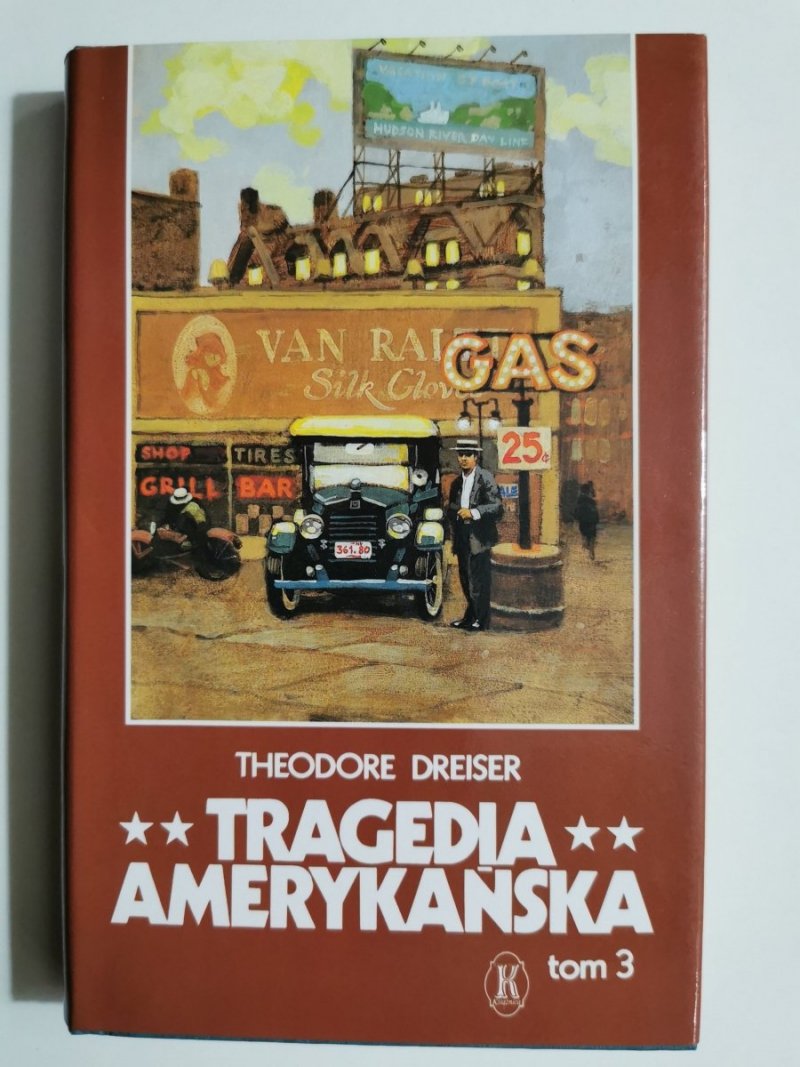 VACATION
HUDSON RIVER DAY LINE
VAN RAI
Silk Glov
GAS
25¢
SHOP
TIRES
GRILL
BAR
361.80
THEODORE DREISER
TRAGEDIA
AMERYKAŃSKA
tom 3
K
Książnica